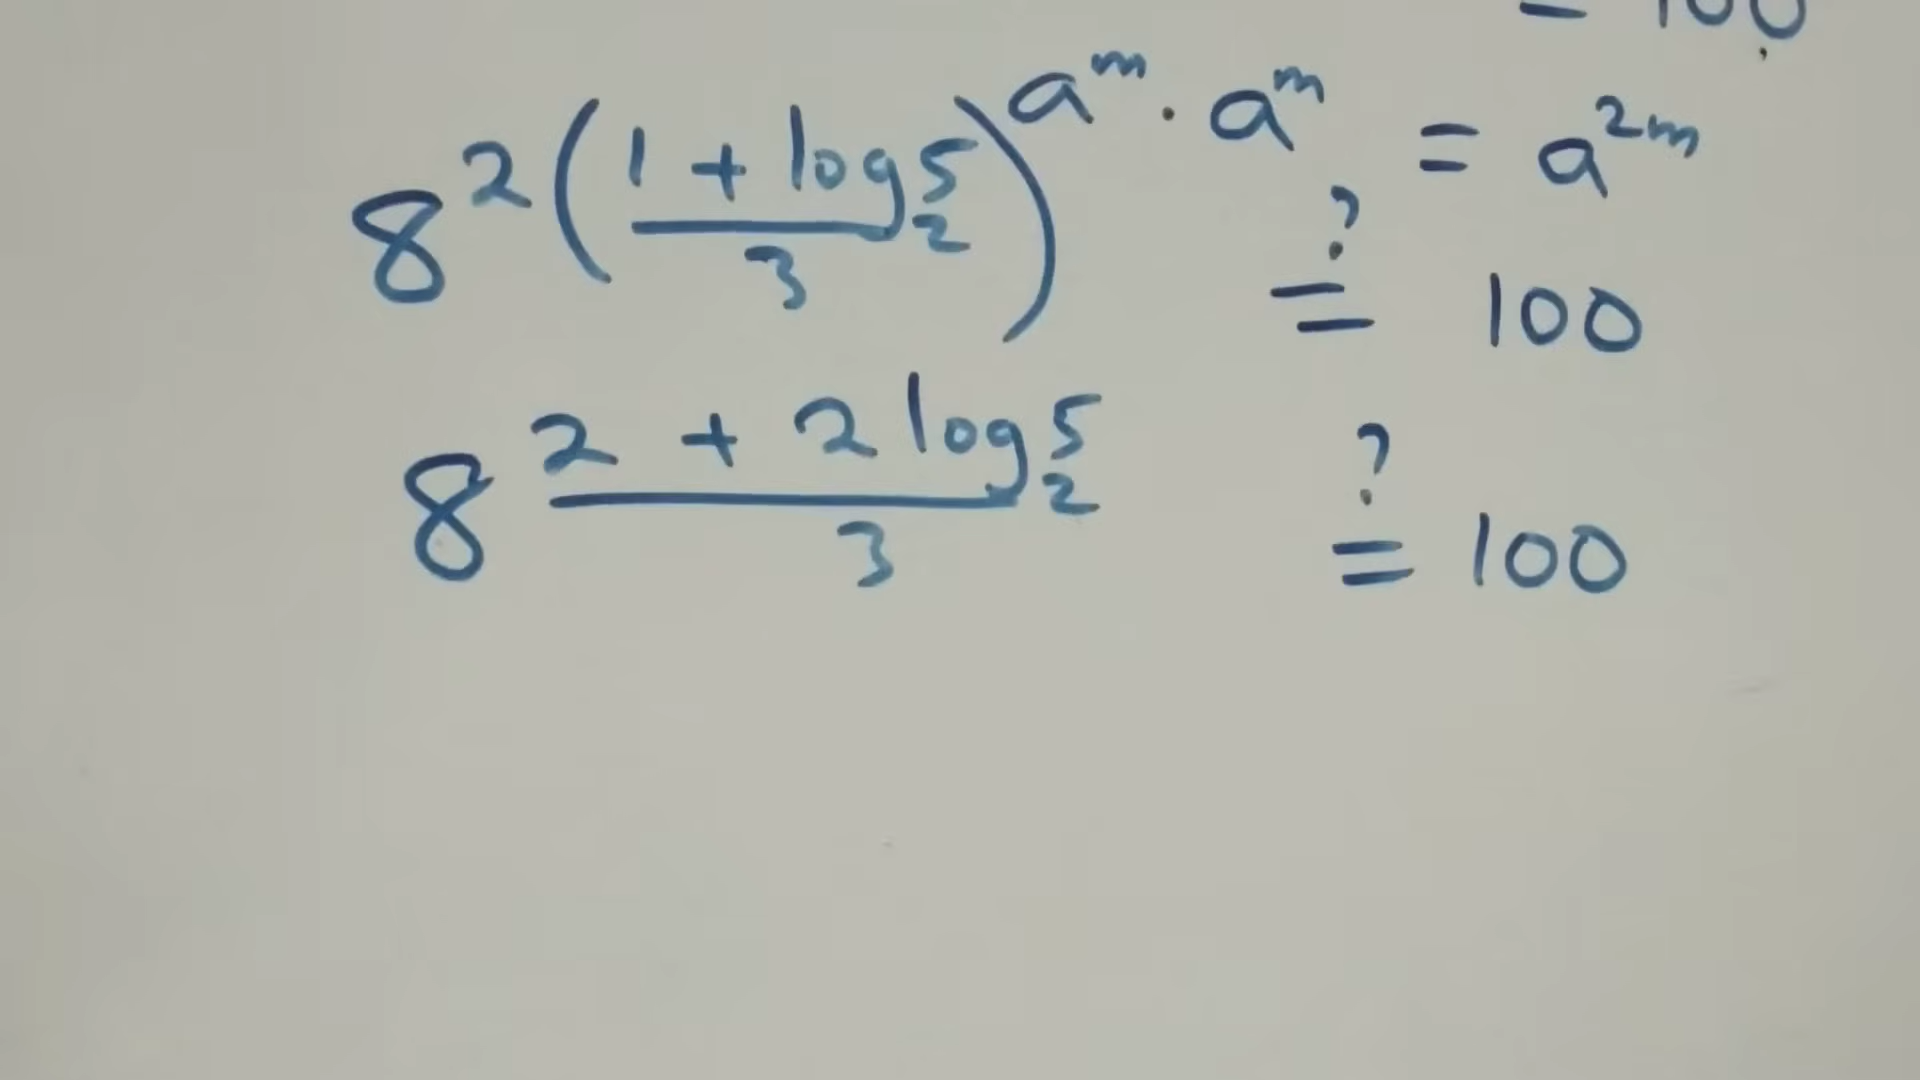 = 100
a^m · a^m = a^{2m}
8^{2((1 + log_2 5)/3)} ?= 100
8^{(2 + 2 log_2 5)/3} ?= 100